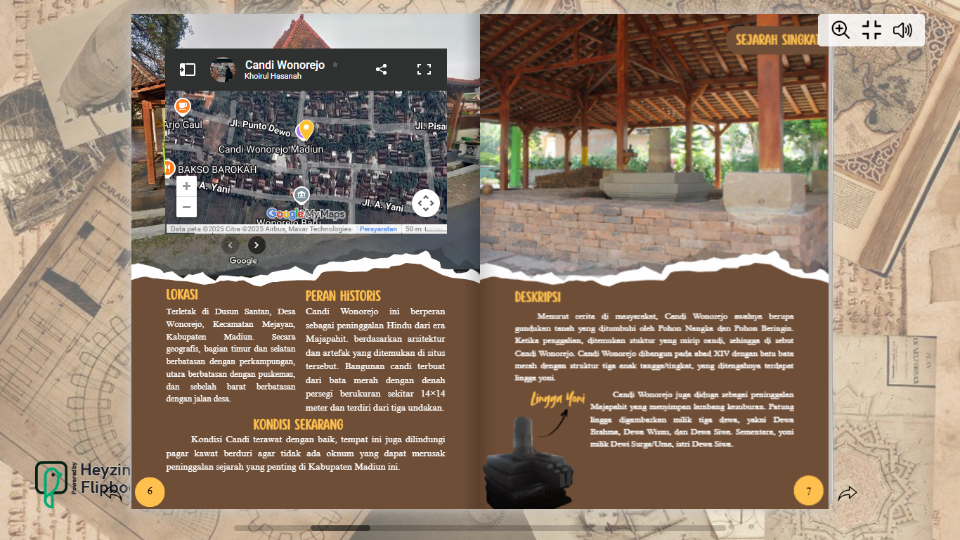 Candi Wonorejo
Khoirul Hasanah
Arjo Gaul
Jl. Punto Dewo
Jl. Pisa
Candi Wonorejo Madiun
BAKSO BAROKAH
A. Yani
Jl. A. Yani
Wonorejo Baru
Google My Maps
Data peta ©2025 Citra ©2025 Airbus, Maxar Technologies
Persyaratan
50 m
Google
LOKASI
Terletak di Dusun Santan, Desa
Wonorejo, Kecamatan Mejayan,
Kabupaten Madiun. Secara
geografis, bagian timur dan selatan
berbatasan dengan perkampungan,
utara berbatasan dengan puskemas,
dan sebelah barat berbatasan
dengan jalan desa.
PERAN HISTORIS
Candi Wonorejo ini berperan
sebagai peninggalan Hindu dari era
Majapahit, berdasarkan arsitektur
dan artefak yang ditemukan di situs
tersebut. Bangunan candi terbuat
dari bata merah dengan denah
persegi berukuran sekitar 14×14
meter dan terdiri dari tiga undakan.
KONDISI SEKARANG
Kondisi Candi terawat dengan baik, tempat ini juga dilindungi
pagar kawat berduri agar tidak ada oknum yang dapat merusak
peninggalan sejarah yang penting di Kabupaten Madiun ini.
6
Powered by
Heyzin
Flipbo
SEJARAH SINGKAT
DESKRIPSI
Menurut cerita di masyarakat, Candi Wonorejo awalnya berupa
gundukan tanah yang ditumbuhi oleh Pohon Nangka dan Pohon Beringin.
Ketika penggalian, ditemukan stuktur yang mirip candi, sehingga di sebut
Candi Wonorejo. Candi Wonorejo dibangun pada abad XIV dengan batu bata
merah dengan struktur tiga anak tangga/tingkat, yang ditengahnya terdapat
lingga yoni.
Lingga Yoni
Candi Wonorejo juga diduga sebagai peninggalan
Majapahit yang menyimpan lambang kesuburan. Patung
lingga digambarkan milik tiga dewa, yakni Dewa
Brahma, Dewa Wisnu, dan Dewa Siwa. Sementara, yoni
milik Dewi Surga/Uma, istri Dewa Siwa.
7